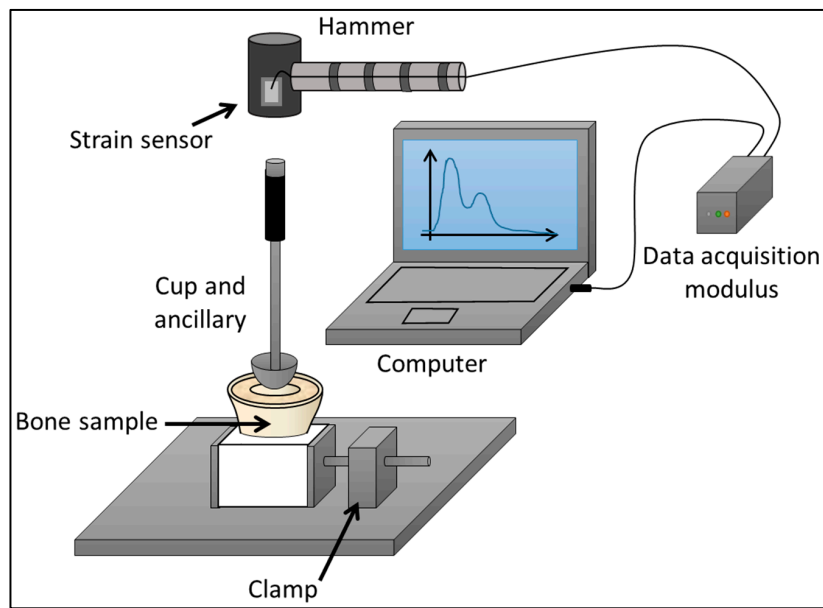 Hammer
Strain sensor
Cup and
ancillary
Data acquisition
modulus
Computer
Bone sample
Clamp